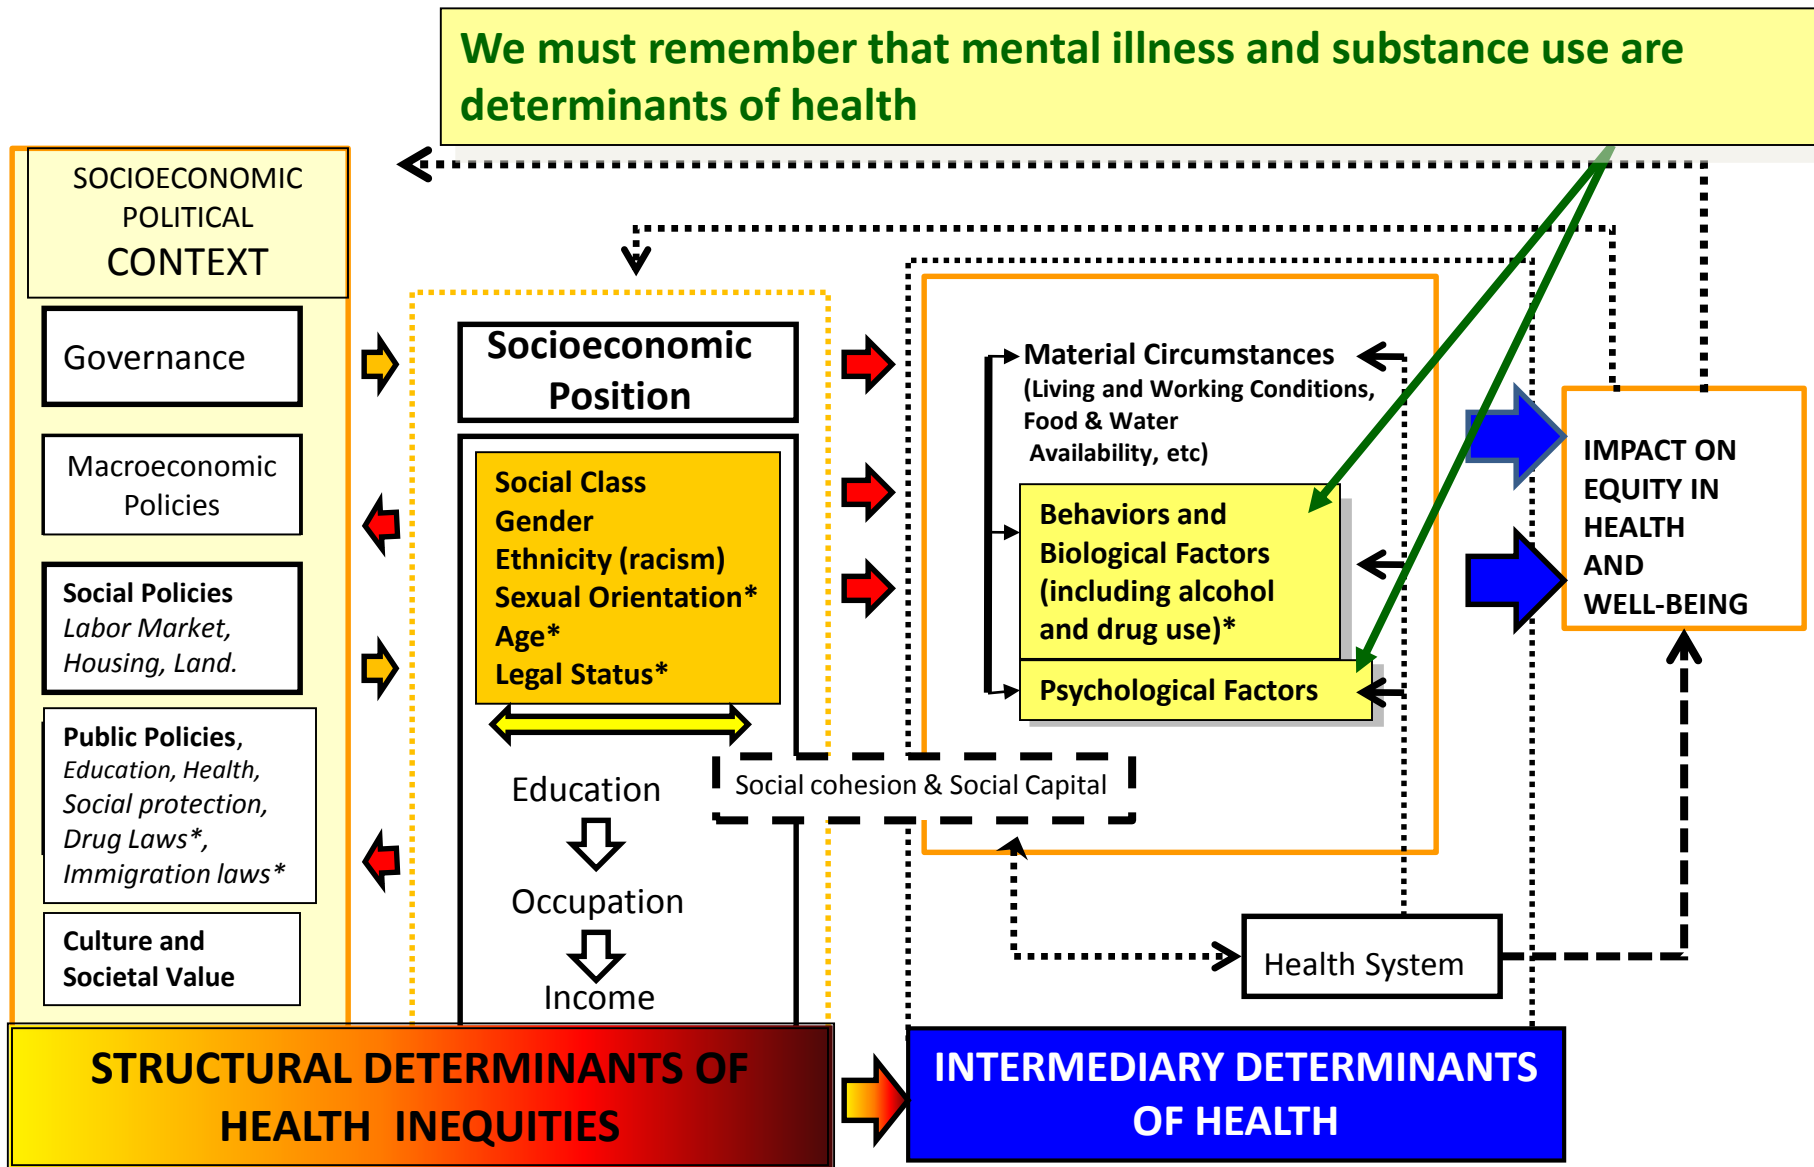 We must remember that mental illness and substance use are
determinants of health
SOCIOECONOMIC
POLITICAL
CONTEXT
Governance
Macroeconomic
Policies
Social Policies
Labor Market,
Housing, Land.
Public Policies,
Education, Health,
Social protection,
Drug Laws*,
Immigration laws*
Culture and
Societal Value
Socioeconomic
Position
Social Class
Gender
Ethnicity (racism)
Sexual Orientation*
Age*
Legal Status*
Education
Occupation
Income
Social cohesion & Social Capital
Material Circumstances
(Living and Working Conditions,
Food & Water
Availability, etc)
Behaviors and
Biological Factors
(including alcohol
and drug use)*
Psychological Factors
Health System
IMPACT ON
EQUITY IN
HEALTH
AND
WELL-BEING
STRUCTURAL DETERMINANTS OF
HEALTH INEQUITIES
INTERMEDIARY DETERMINANTS
OF HEALTH